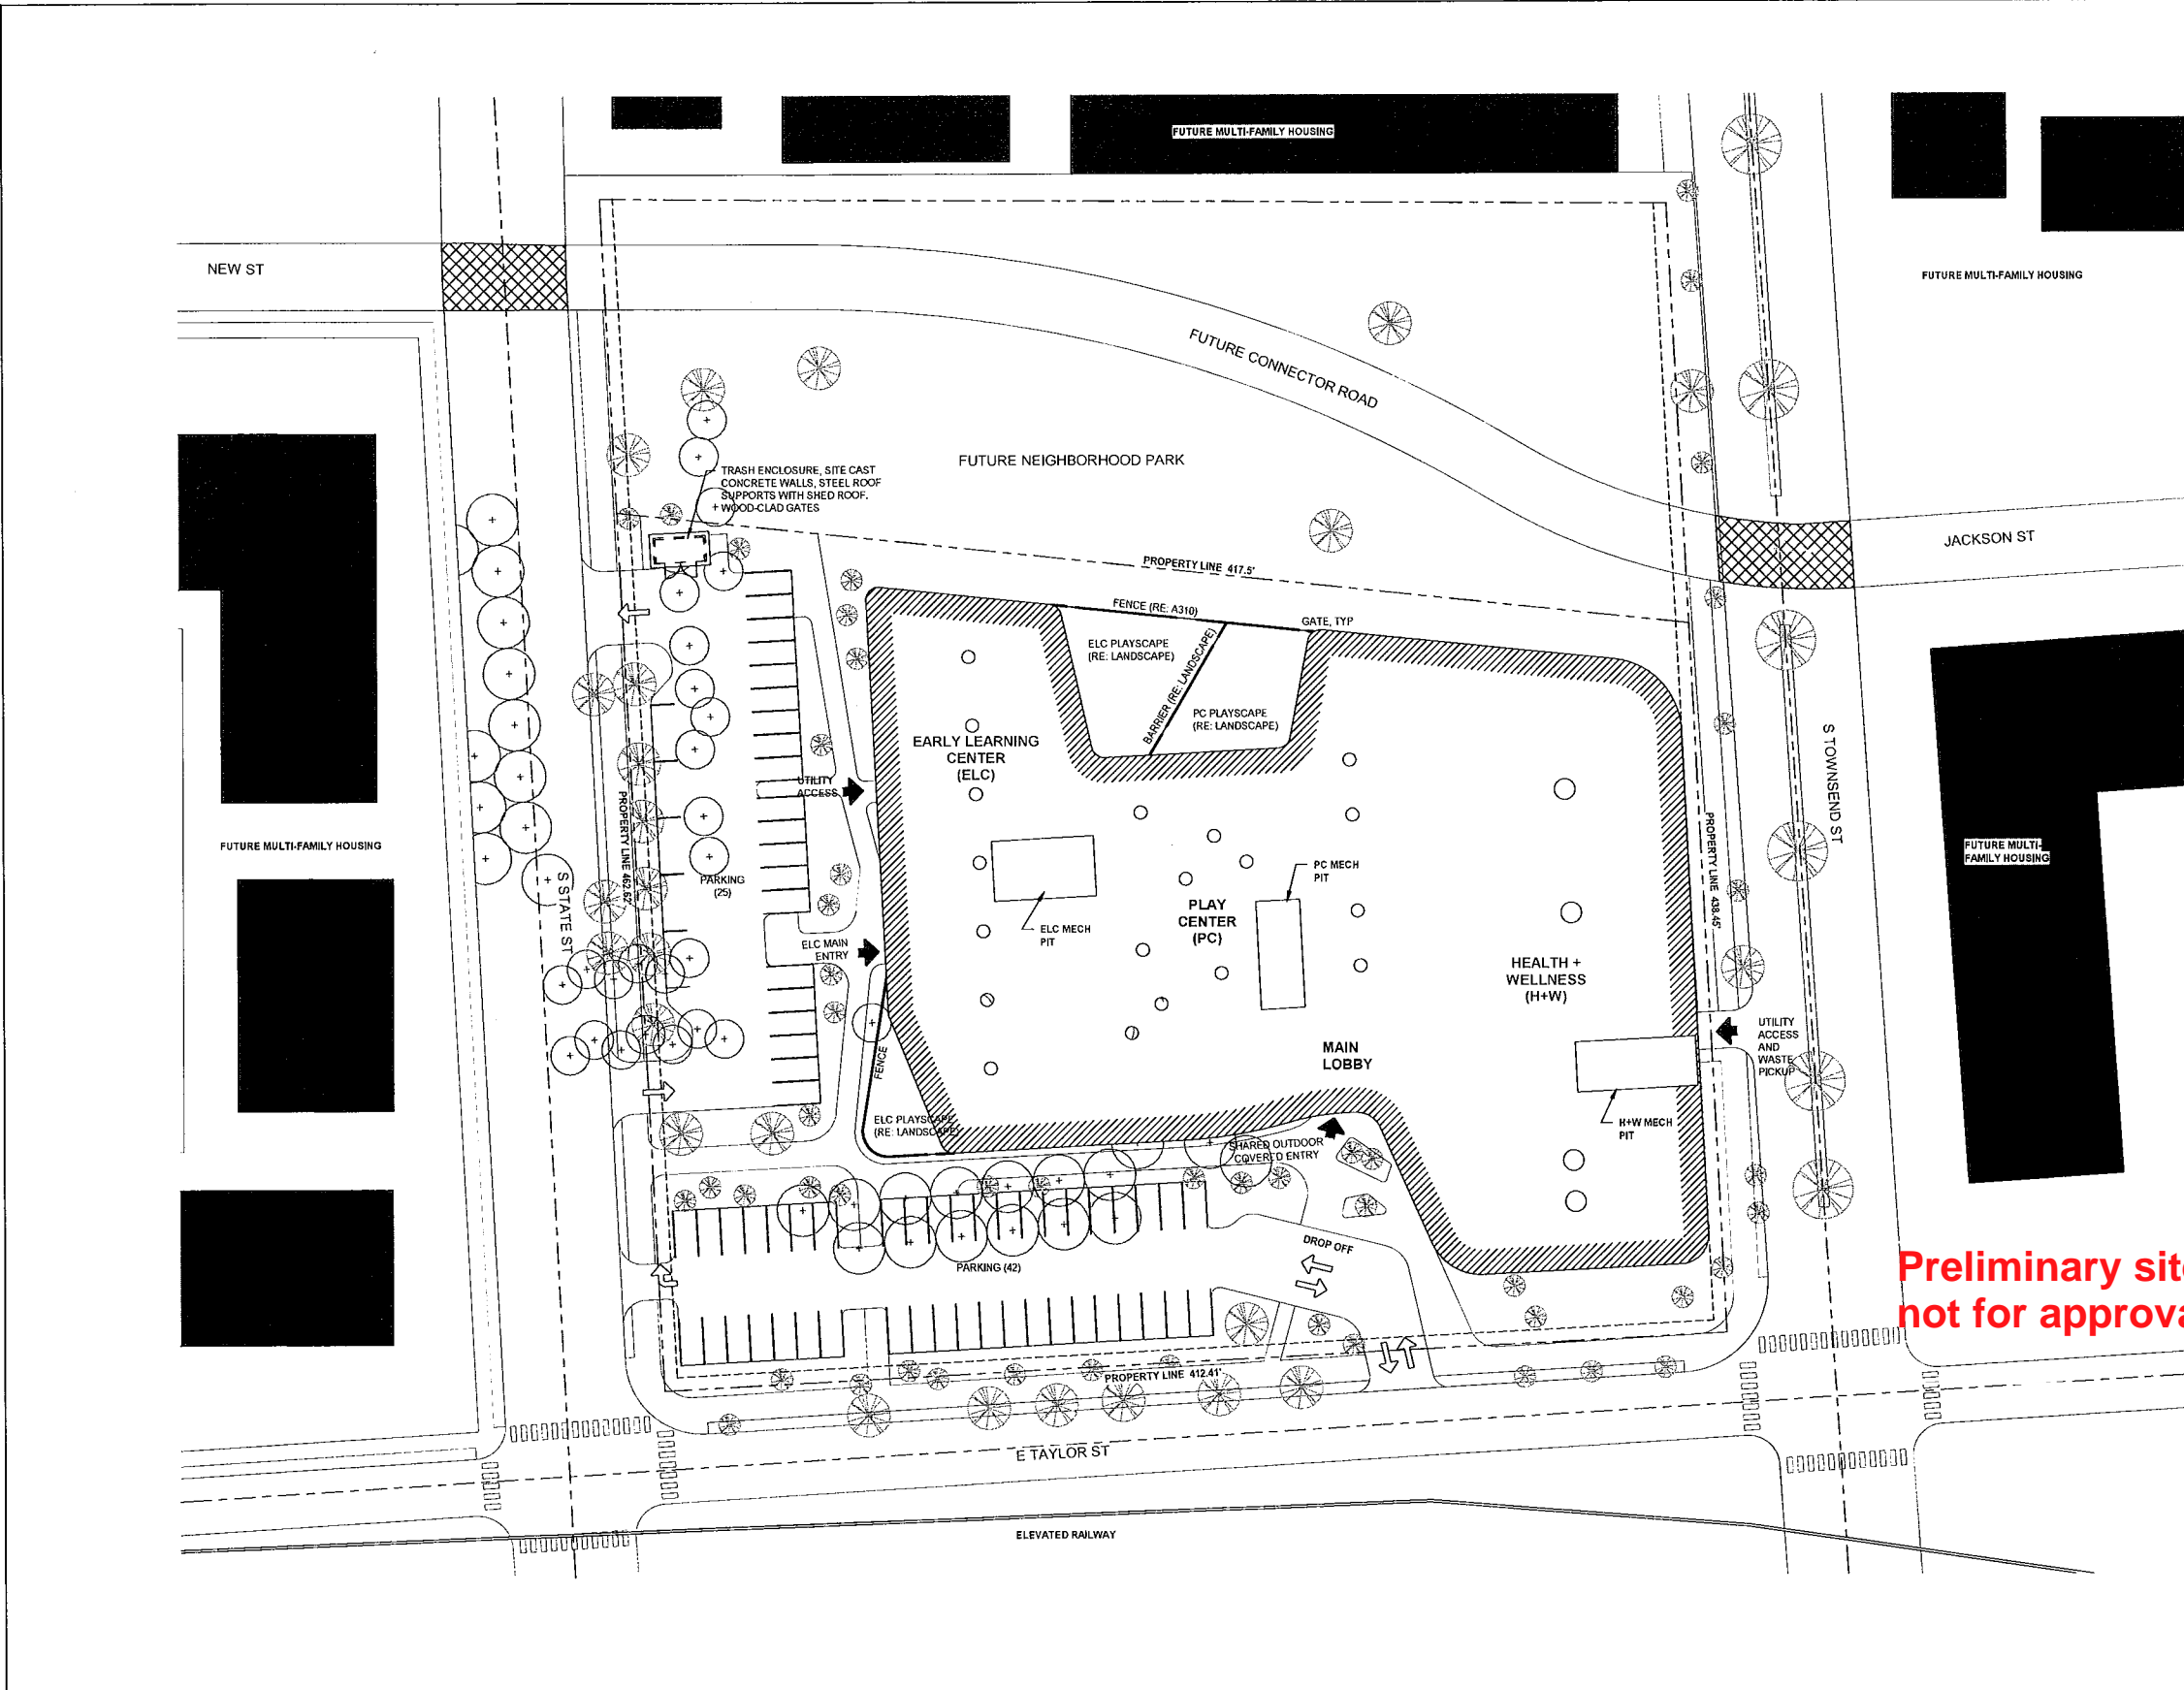 FUTURE MULTI-FAMILY HOUSING
NEW ST
FUTURE MULTI-FAMILY HOUSING
FUTURE CONNECTOR ROAD
FUTURE NEIGHBORHOOD PARK
TRASH ENCLOSURE, SITE CAST
CONCRETE WALLS, STEEL ROOF
SUPPORTS WITH SHED ROOF.
WOOD-CLAD GATES
JACKSON ST
PROPERTY LINE 417.5'
FENCE (RE: A310)
GATE, TYP
ELC PLAYSCAPE
(RE: LANDSCAPE)
BARRIER (RE: LANDSCAPE)
PC PLAYSCAPE
(RE: LANDSCAPE)
EARLY LEARNING
CENTER
(ELC)
UTILITY
ACCESS
S TOWNSEND ST
PROPERTY LINE 462.62'
PROPERTY LINE 438.45'
FUTURE MULTI-FAMILY HOUSING
FUTURE MULTI-
FAMILY HOUSING
PARKING
(25)
S STATE ST
PC MECH
PIT
PLAY
CENTER
(PC)
ELC MECH
PIT
ELC MAIN
ENTRY
HEALTH +
WELLNESS
(H+W)
UTILITY
ACCESS
AND
WASTE
PICKUP
MAIN
LOBBY
FENCE
ELC PLAYSCAPE
(RE: LANDSCAPE)
H+W MECH
PIT
SHARED OUTDOOR
COVERED ENTRY
DROP OFF
PARKING (42)
Preliminary sit
not for approva
PROPERTY LINE 412.41'
E TAYLOR ST
ELEVATED RAILWAY